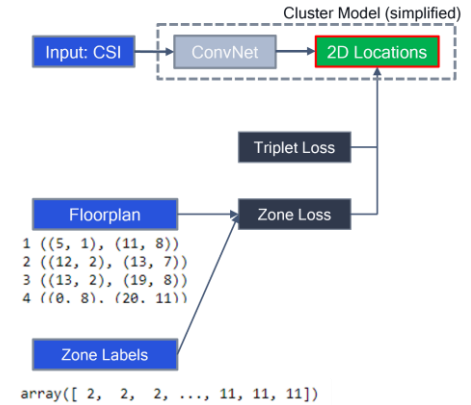 Cluster Model (simplified)
Input: CSI
ConvNet
2D Locations
Triplet Loss
Floorplan
Zone Loss
1 ((5, 1), (11, 8))
2 ((12, 2), (13, 7))
3 ((13, 2), (19, 8))
4 ((0, 8), (20, 11))
Zone Labels
array([ 2, 2, 2, ..., 11, 11, 11])